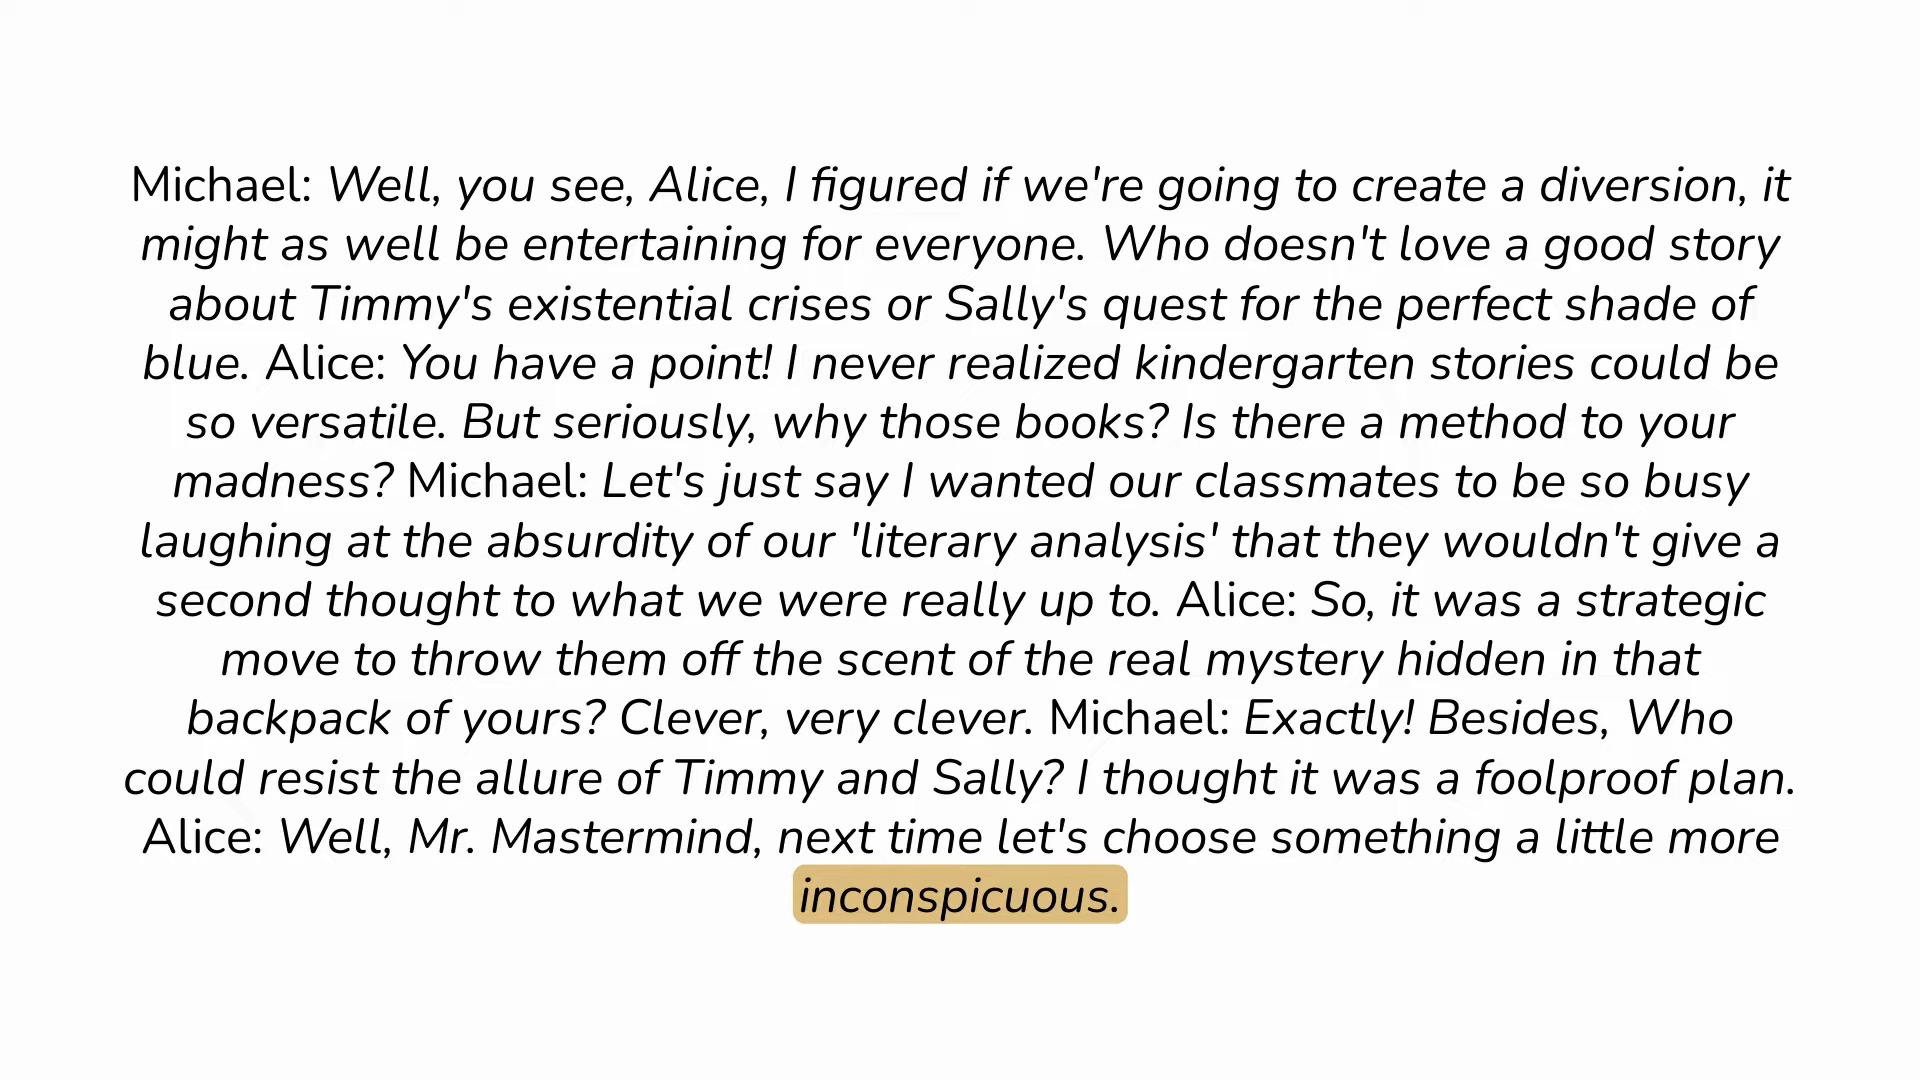 Michael: Well, you see, Alice, I figured if we're going to create a diversion, it
might as well be entertaining for everyone. Who doesn't love a good story
about Timmy's existential crises or Sally's quest for the perfect shade of
blue. Alice: You have a point! I never realized kindergarten stories could be
so versatile. But seriously, why those books? Is there a method to your
madness? Michael: Let's just say I wanted our classmates to be so busy
laughing at the absurdity of our 'literary analysis' that they wouldn't give a
second thought to what we were really up to. Alice: So, it was a strategic
move to throw them off the scent of the real mystery hidden in that
backpack of yours? Clever, very clever. Michael: Exactly! Besides, Who
could resist the allure of Timmy and Sally? I thought it was a foolproof plan.
Alice: Well, Mr. Mastermind, next time let's choose something a little more
inconspicuous.